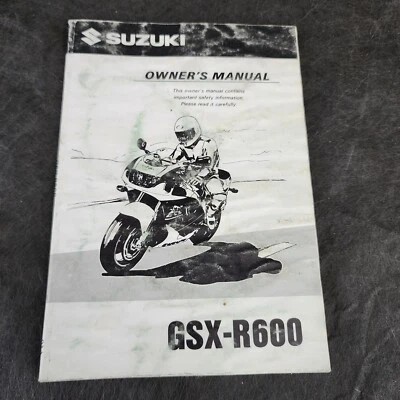 SUZUKI
OWNER'S MANUAL
This owner's manual contains
important safety information.
Please read it carefully.
GSX-R600